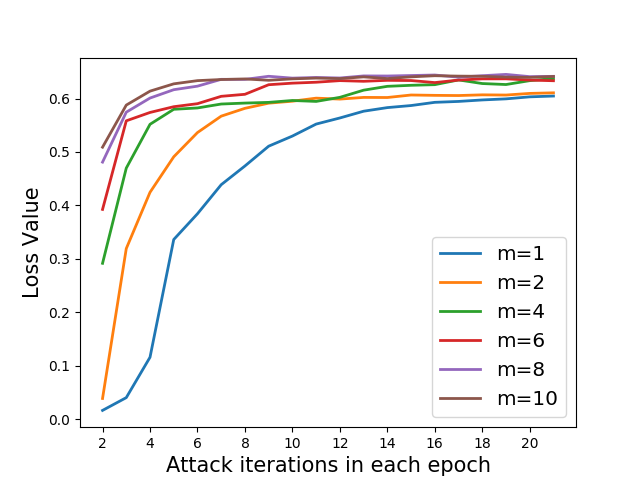 0.6
0.5
0.4
0.3
0.2
0.1
0.0
Loss Value
m=1
m=2
m=4
m=6
m=8
m=10
2 4 6 8 10 12 14 16 18 20
Attack iterations in each epoch